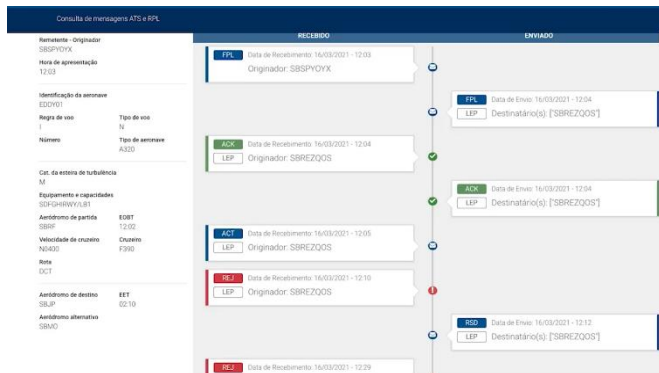 Consulta de mensagens ATS e RPL
Remetente - Originador
SBSPYOYX
Hora de apresentação
12:03
Identificação da aeronave
EDDY01
Regra de voo Tipo de voo
I N
Número Tipo de aeronave
A320
Cat. da esteira de turbulência
M
Equipamento e capacidades
SDFGHIRWY/LB1
Aeródromo de partida EOBT
SBRF 12:02
Velocidade de cruzeiro Cruzeiro
N0400 F390
Rota
DCT
Aeródromo de destino EET
SBJP 02:10
Aeródromo alternativo
SBMO
RECEBIDO ENVIADO
FPL Data de Recebimento: 16/03/2021 - 12:03
Originador: SBSPYOYX
FPL Data de Envio: 16/03/2021 - 12:04
LEP Destinatário(s): ["SBREZQOS"]
ACK Data de Recebimento: 16/03/2021 - 12:04
LEP Originador: SBREZQOS
ACK Data de Envio: 16/03/2021 - 12:04
LEP Destinatário(s): ["SBREZQOS"]
ACT Data de Recebimento: 16/03/2021 - 12:05
LEP Originador: SBREZQOS
REJ Data de Recebimento: 16/03/2021 - 12:10
LEP Originador: SBREZQOS
RSD Data de Envio: 16/03/2021 - 12:12
LEP Destinatário(s): ["SBREZQOS"]
REJ Data de Recebimento: 16/03/2021 - 12:29